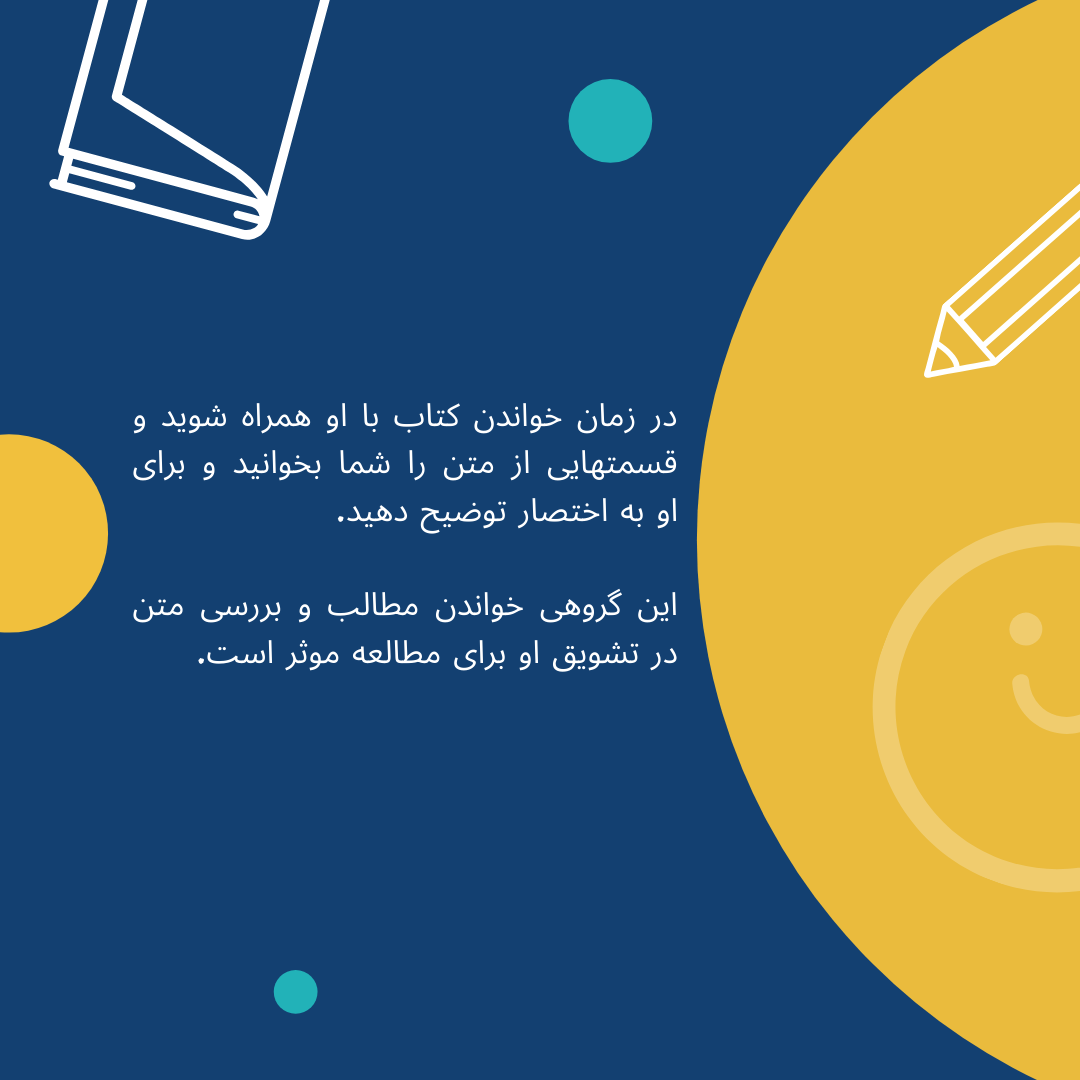 در زمان خواندن کتاب با او همراه شوید و
قسمتهایی از متن را شما بخوانید و برای
او به اختصار توضیح دهید.
این گروهی خواندن مطالب و بررسی متن
در تشویق او برای مطالعه موثر است.